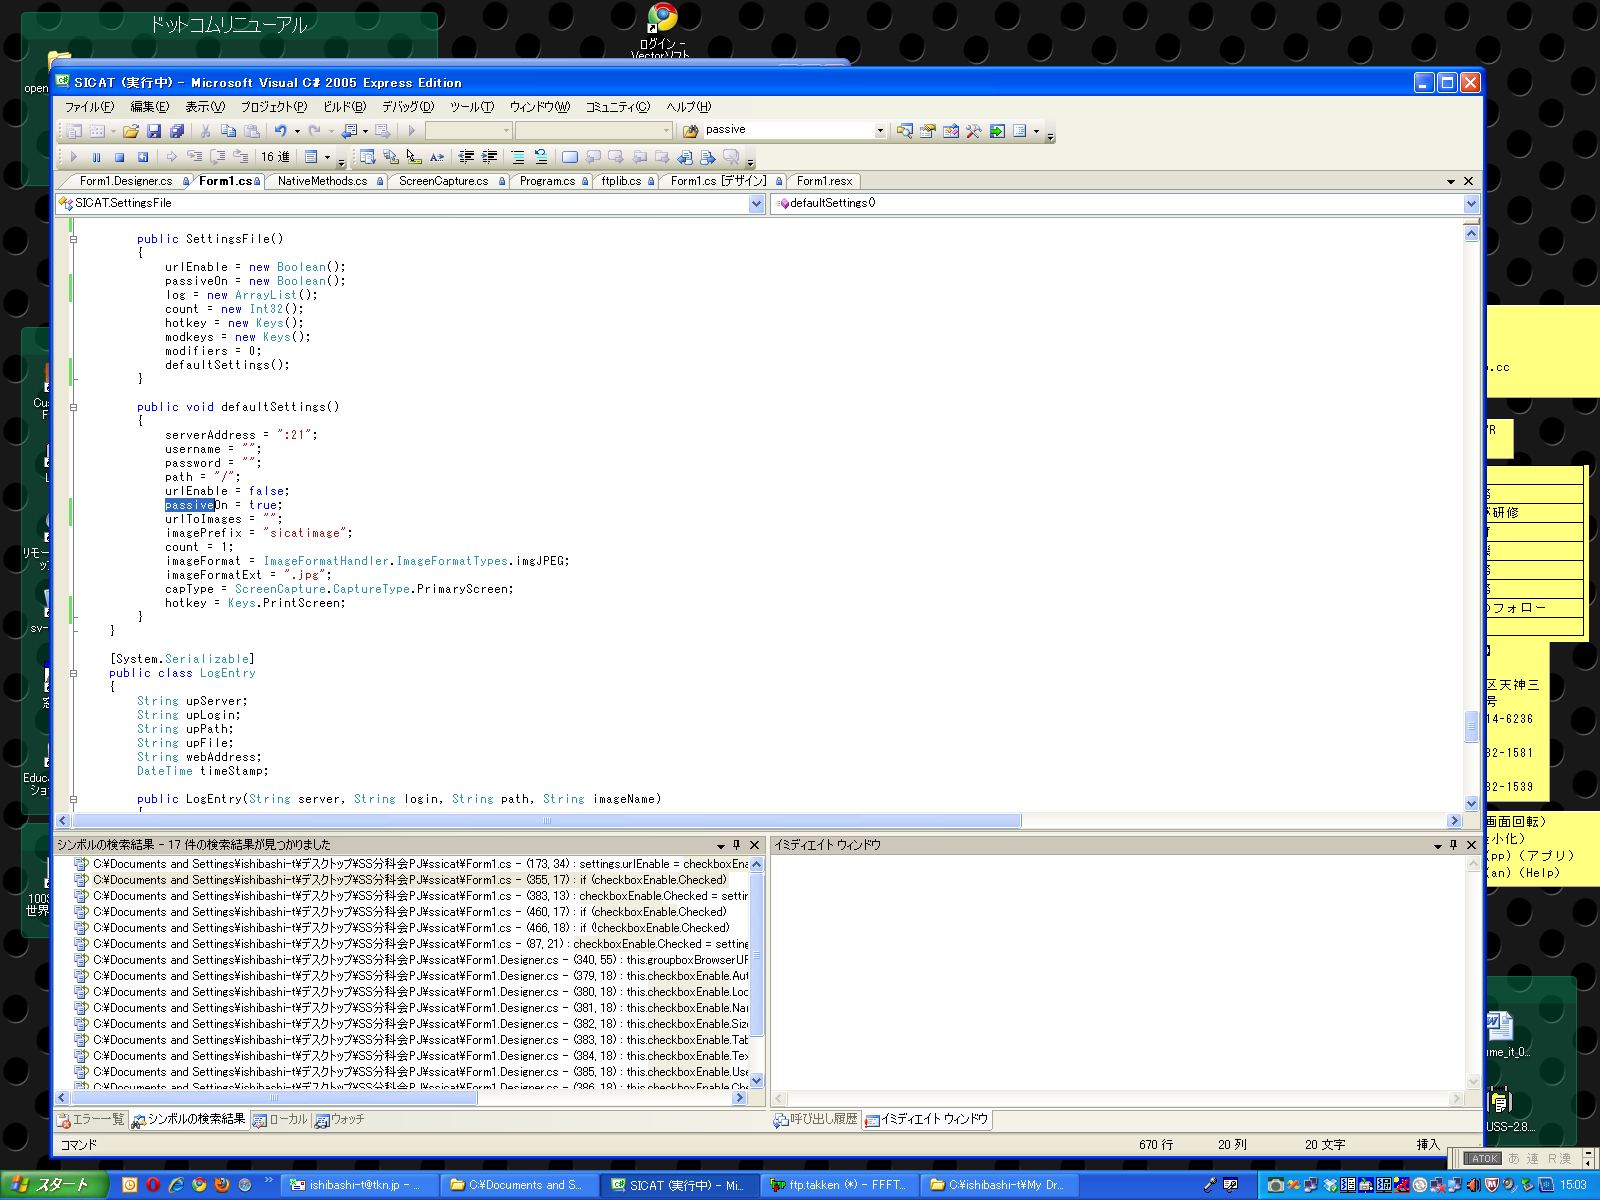 ドットコムリニューアル
ログイン -
Vectorソフト
open
SICAT (実行中) - Microsoft Visual C# 2005 Express Edition
ファイル(F) 編集(E) 表示(V) プロジェクト(P) ビルド(B) デバッグ(D) ツール(T) ウィンドウ(W) コミュニティ(C) ヘルプ(H)
passive
16 進
Form1.Designer.cs Form1.cs NativeMethods.cs ScreenCapture.cs Program.cs ftplib.cs Form1.cs [デザイン] Form1.resx
SICAT.SettingsFile defaultSettings()
public SettingsFile()
{
urlEnable = new Boolean();
passiveOn = new Boolean();
log = new ArrayList();
count = new Int32();
hotkey = new Keys();
modkeys = new Keys();
modifiers = 0;
defaultSettings();
}
public void defaultSettings()
{
serverAddress = ":21";
username = "";
password = "";
path = "/";
urlEnable = false;
passiveOn = true;
urlToImages = "";
imagePrefix = "sicatimage";
count = 1;
imageFormat = ImageFormatHandler.ImageFormatTypes.imgJPEG;
imageFormatExt = ".jpg";
capType = ScreenCapture.CaptureType.PrimaryScreen;
hotkey = Keys.PrintScreen;
}
}
[System.Serializable]
public class LogEntry
{
String upServer;
String upLogin;
String upPath;
String upFile;
String webAddress;
DateTime timeStamp;
public LogEntry(String server, String login, String path, String imageName)
シンボルの検索結果 - 17 件の検索結果が見つかりました
C:¥Documents and Settings¥ishibashi-t¥デスクトップ¥SS分科会PJ¥ssicat¥Form1.cs - (173, 34) : settings.urlEnable = checkboxEna
C:¥Documents and Settings¥ishibashi-t¥デスクトップ¥SS分科会PJ¥ssicat¥Form1.cs - (355, 17) : if (checkboxEnable.Checked)
C:¥Documents and Settings¥ishibashi-t¥デスクトップ¥SS分科会PJ¥ssicat¥Form1.cs - (383, 13) : checkboxEnable.Checked = settin
C:¥Documents and Settings¥ishibashi-t¥デスクトップ¥SS分科会PJ¥ssicat¥Form1.cs - (460, 17) : if (checkboxEnable.Checked)
C:¥Documents and Settings¥ishibashi-t¥デスクトップ¥SS分科会PJ¥ssicat¥Form1.cs - (466, 18) : if (!checkboxEnable.Checked)
C:¥Documents and Settings¥ishibashi-t¥デスクトップ¥SS分科会PJ¥ssicat¥Form1.cs - (87, 21) : checkboxEnable.Checked = setting
C:¥Documents and Settings¥ishibashi-t¥デスクトップ¥SS分科会PJ¥ssicat¥Form1.Designer.cs - (340, 55) : this.groupboxBrowserUF
C:¥Documents and Settings¥ishibashi-t¥デスクトップ¥SS分科会PJ¥ssicat¥Form1.Designer.cs - (379, 18) : this.checkboxEnable.Aut
C:¥Documents and Settings¥ishibashi-t¥デスクトップ¥SS分科会PJ¥ssicat¥Form1.Designer.cs - (380, 18) : this.checkboxEnable.Loc
C:¥Documents and Settings¥ishibashi-t¥デスクトップ¥SS分科会PJ¥ssicat¥Form1.Designer.cs - (381, 18) : this.checkboxEnable.Nar
C:¥Documents and Settings¥ishibashi-t¥デスクトップ¥SS分科会PJ¥ssicat¥Form1.Designer.cs - (382, 18) : this.checkboxEnable.Size
C:¥Documents and Settings¥ishibashi-t¥デスクトップ¥SS分科会PJ¥ssicat¥Form1.Designer.cs - (383, 18) : this.checkboxEnable.Tab
C:¥Documents and Settings¥ishibashi-t¥デスクトップ¥SS分科会PJ¥ssicat¥Form1.Designer.cs - (384, 18) : this.checkboxEnable.Tex
C:¥Documents and Settings¥ishibashi-t¥デスクトップ¥SS分科会PJ¥ssicat¥Form1.Designer.cs - (385, 18) : this.checkboxEnable.Use
C:¥Documents and Settings¥ishibashi-t¥デスクトップ¥SS分科会PJ¥ssicat¥Form1.Designer.cs - (386, 18) : this.checkboxEnable.Che
イミディエイト ウィンドウ
エラー一覧 シンボルの検索結果 ローカル ウォッチ
呼び出し履歴 イミディエイト ウィンドウ
コマンド 670 行 20 列 20 文字 挿入
.cc
研修
フォロー
区天神三
号
14-6236
32-1581
32-1539
画面回転)
小化)
(pp) (アプリ)
(an) (Help)
ume_it_0...
USS-2.8....
Cu
F
リモー
ップ
sv-
Educ
ショ
100
世界
ATOK あ 連 R漢
スタート ishibashi-t@tkn.jp - ... C:¥Documents and S... SICAT (実行中) - Mi... ftp.takken (*) - FFFT... C:¥ishibashi-t¥My Dr... 15:03